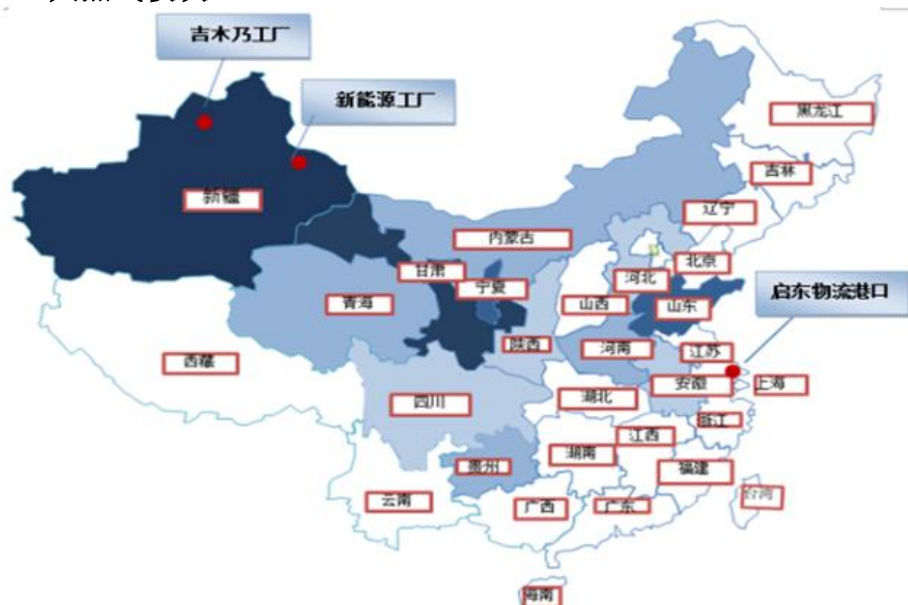 吉木乃工厂
新能源工厂
黑龙江
吉林
新疆
辽宁
内蒙古
北京
甘肃
河北
宁夏
启东物流港口
青海
山西
山东
陕西
河南
江苏
西藏
安徽
上海
四川
湖北
浙江
江西
湖南
贵州
福建
云南
广西
广东
台湾
海南